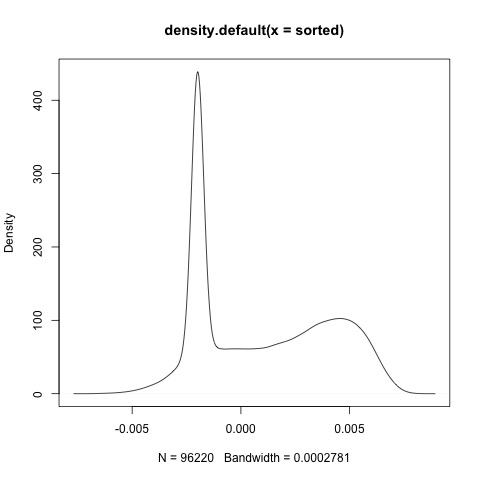 density.default(x = sorted)
Density
400
300
200
100
0
-0.005
0.000
0.005
N = 96220   Bandwidth = 0.0002781